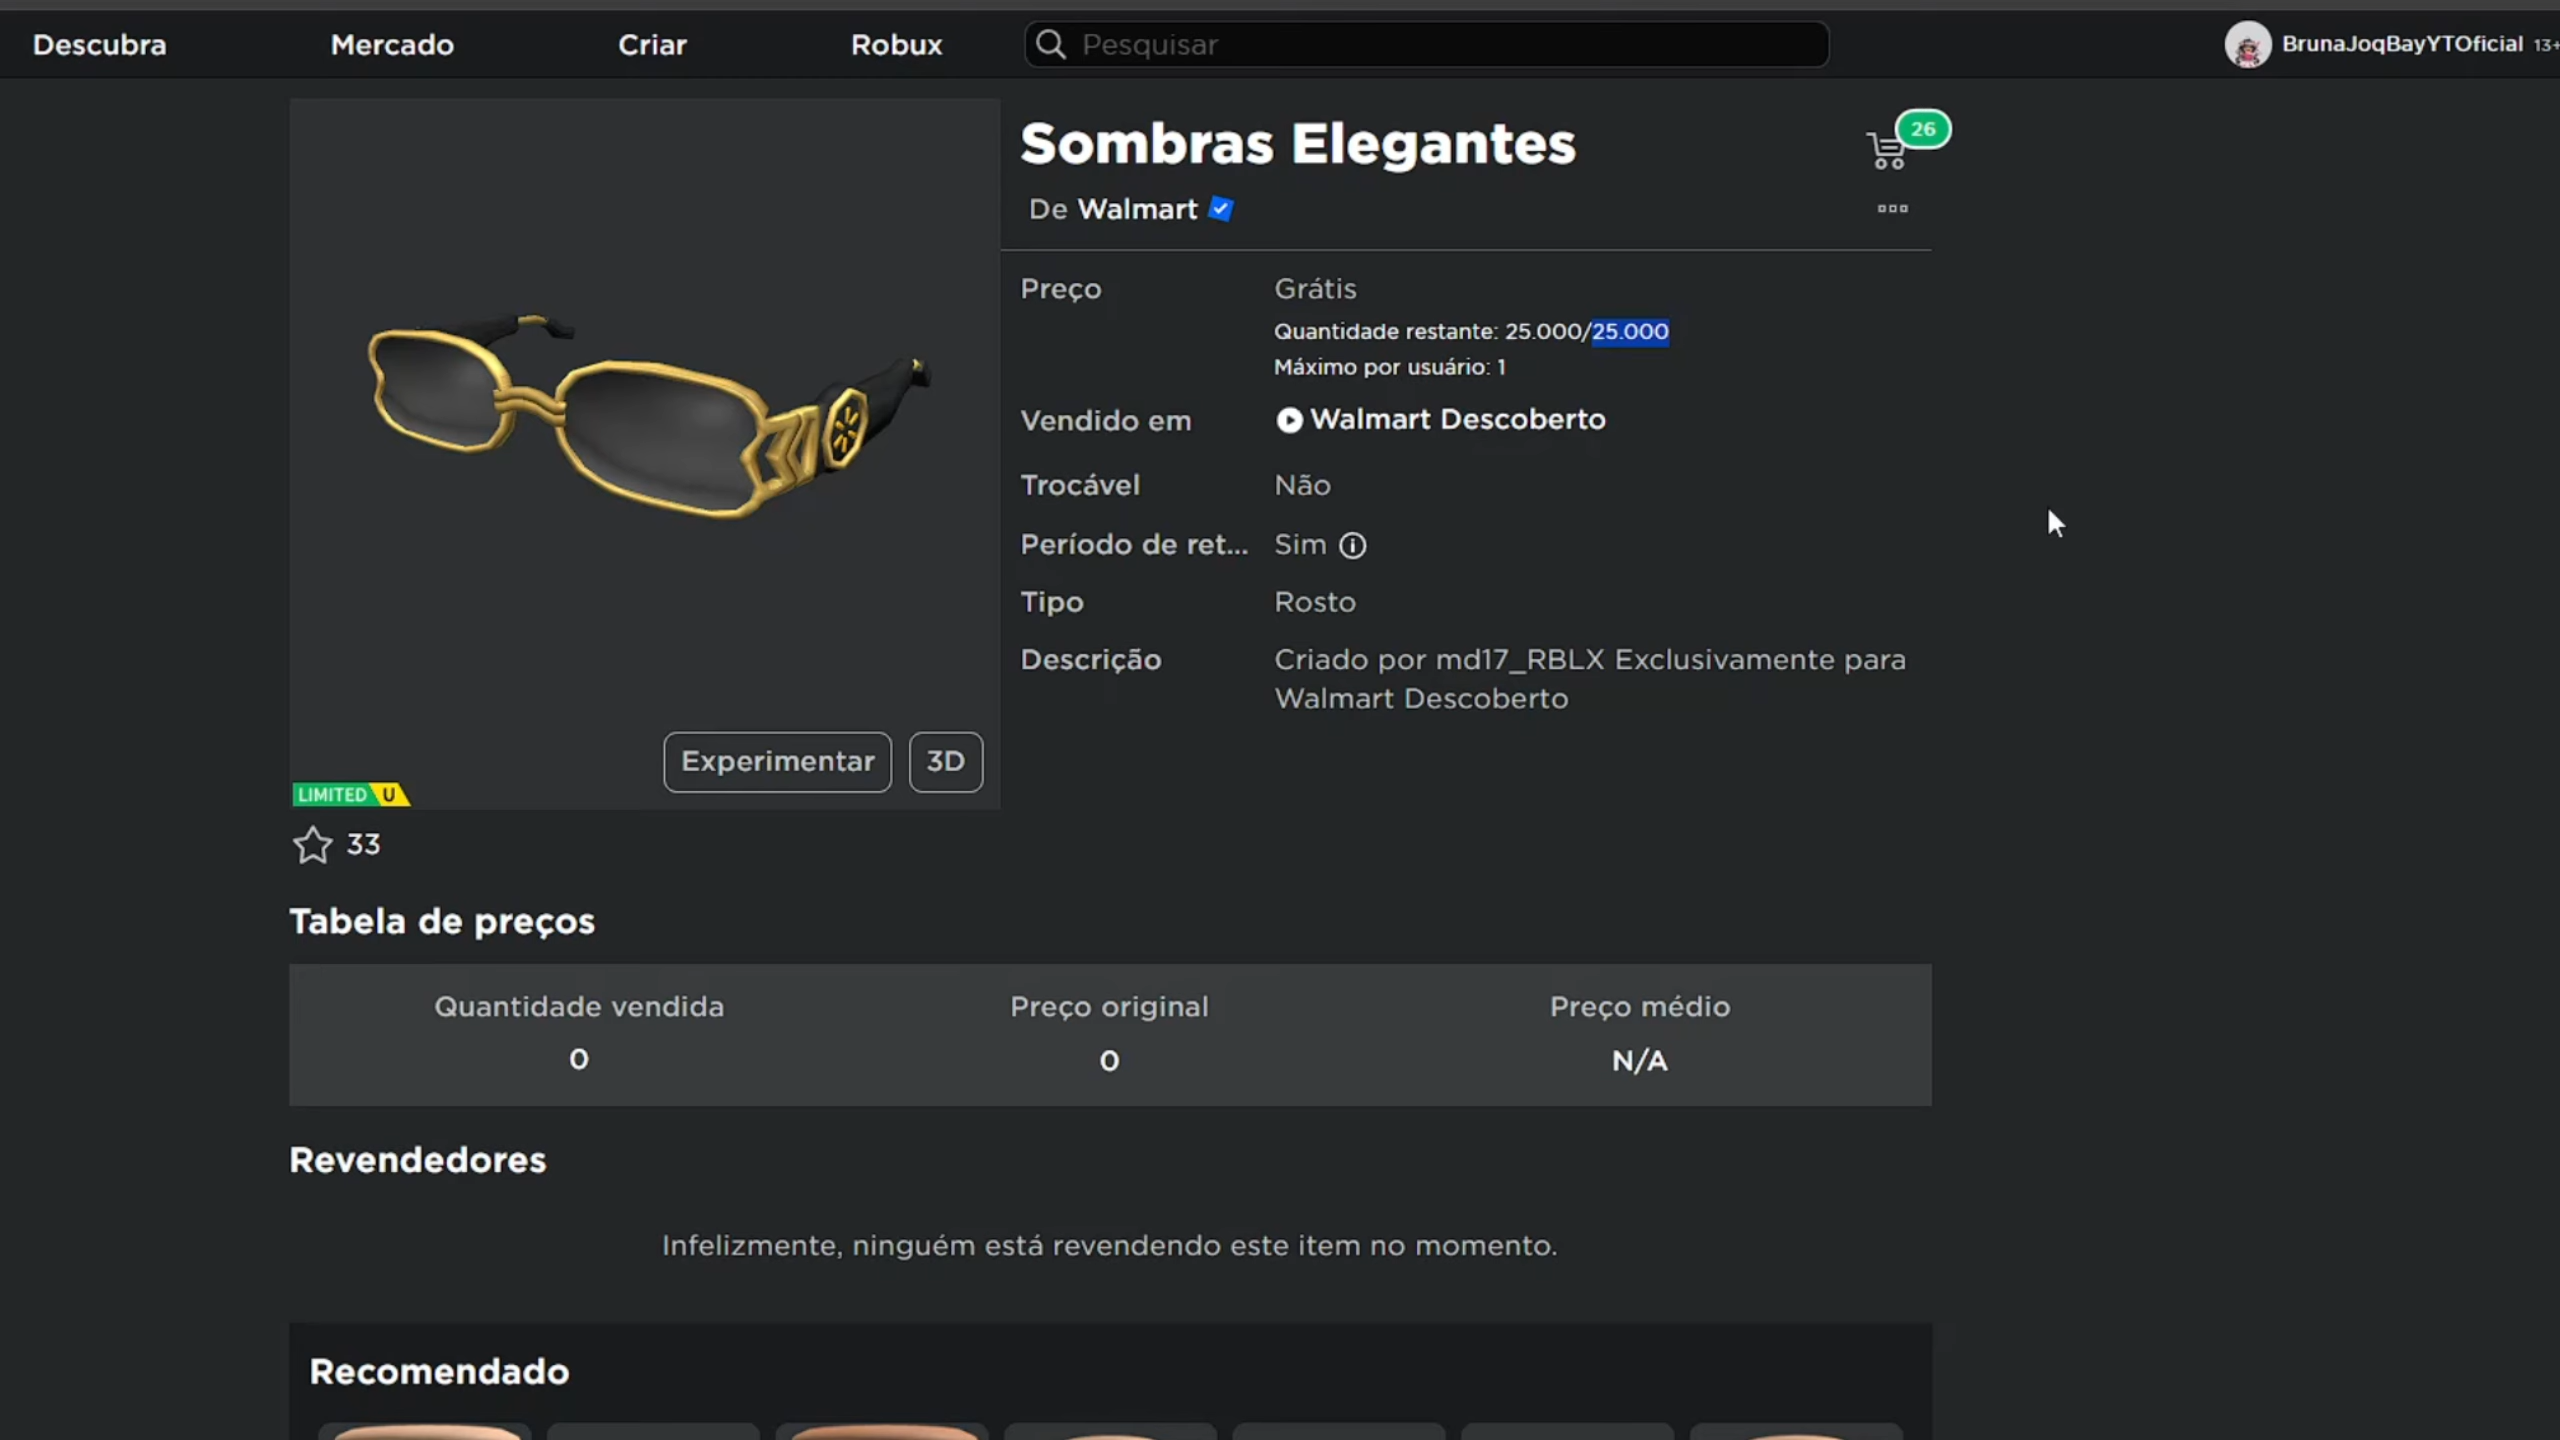 Descubra Mercado Criar Robux Pesquisar BrunaJoqBayYTOficial 13+
Sombras Elegantes
26
De Walmart
Preço Grátis
Quantidade restante: 25.000/25.000
Máximo por usuário: 1
Vendido em Walmart Descoberto
Trocável Não
Período de ret... Sim
Tipo Rosto
Descrição Criado por md17_RBLX Exclusivamente para
Walmart Descoberto
Experimentar 3D
LIMITED U
33
Tabela de preços
Quantidade vendida Preço original Preço médio
0 0 N/A
Revendedores
Infelizmente, ninguém está revendendo este item no momento.
Recomendado